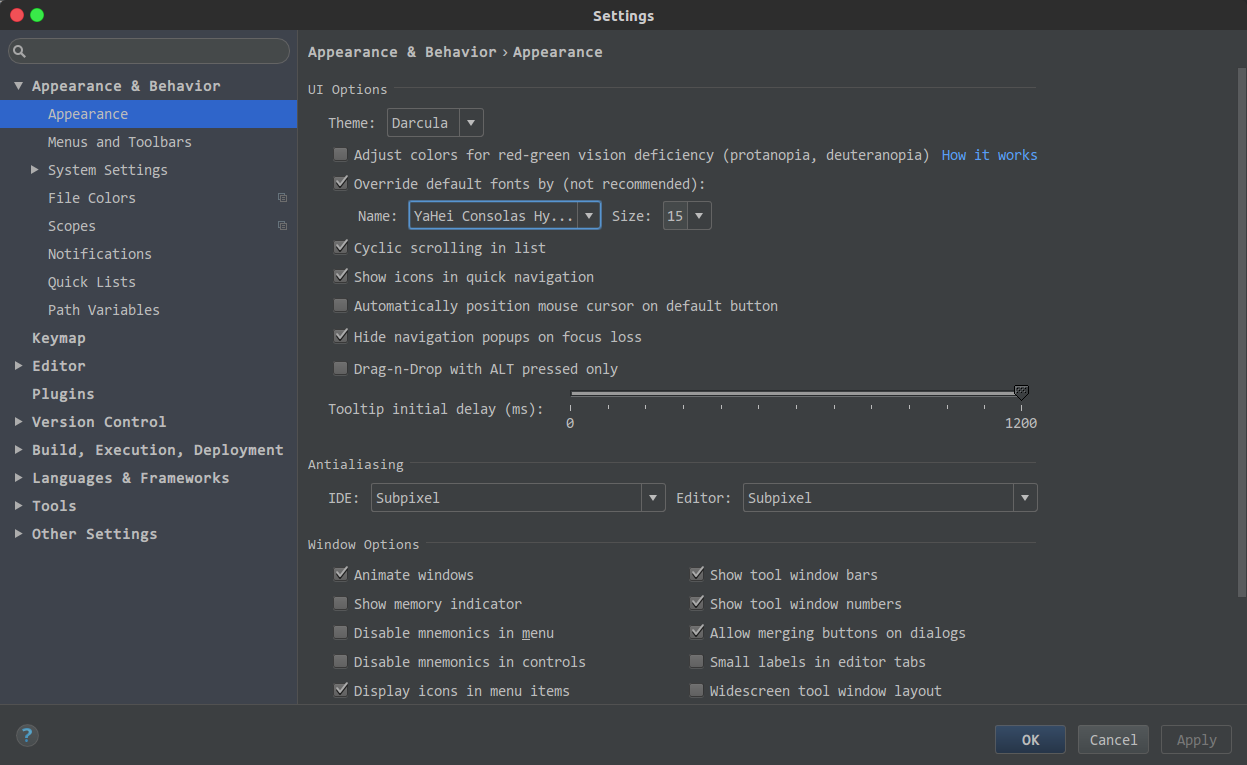 Settings
Appearance & Behavior
Appearance
Menus and Toolbars
System Settings
File Colors
Scopes
Notifications
Quick Lists
Path Variables
Keymap
Editor
Plugins
Version Control
Build, Execution, Deployment
Languages & Frameworks
Tools
Other Settings
?
Appearance & Behavior › Appearance
UI Options
Theme: Darcula
Adjust colors for red-green vision deficiency (protanopia, deuteranopia) How it works
Override default fonts by (not recommended):
Name: YaHei Consolas Hy... Size: 15
Cyclic scrolling in list
Show icons in quick navigation
Automatically position mouse cursor on default button
Hide navigation popups on focus loss
Drag-n-Drop with ALT pressed only
Tooltip initial delay (ms):
0 1200
Antialiasing
IDE: Subpixel Editor: Subpixel
Window Options
Animate windows Show tool window bars
Show memory indicator Show tool window numbers
Disable mnemonics in menu Allow merging buttons on dialogs
Disable mnemonics in controls Small labels in editor tabs
Display icons in menu items Widescreen tool window layout
OK Cancel Apply